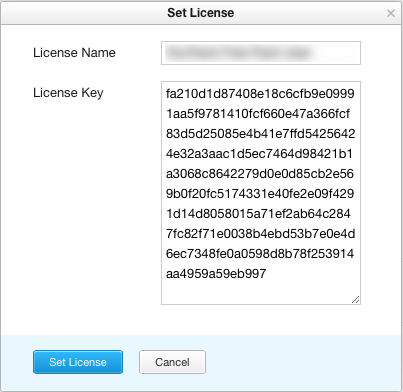 Set License
License Name
License Key
fa210d1d87408e18c6cfb9e0999
1aa5f9781410fcf660e47a366fcf
83d5d25085e4b41e7ffd5425642
4e32a3aac1d5ec7464d98421b1
a3068c8642279d0e0d85cb2e56
9b0f20fc5174331e40fe2e09f429
1d14d8058015a71ef2ab64c284
7fc82f71e0038b4ebd53b7e0e4d
6ec7348fe0a0598d8b78f253914
aa4959a59eb997
Set License
Cancel